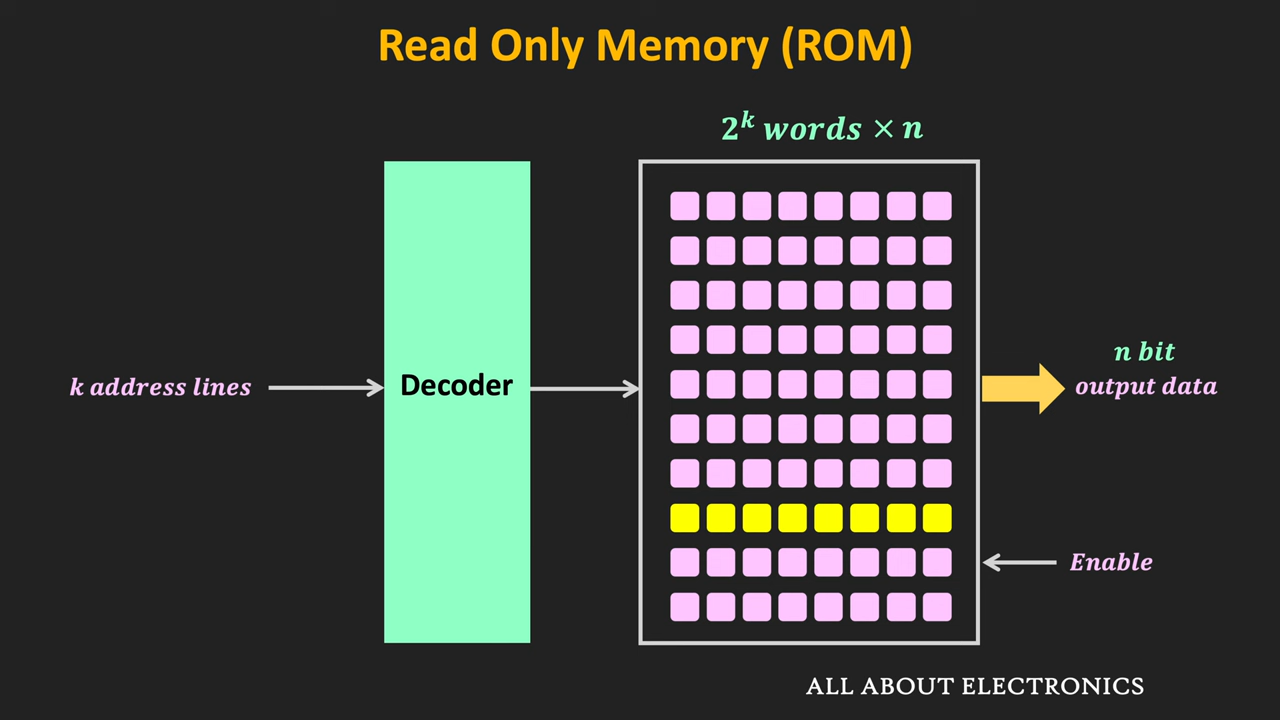 Read Only Memory (ROM)
2^k words × n
k address lines
Decoder
n bit
output data
Enable
ALL ABOUT ELECTRONICS